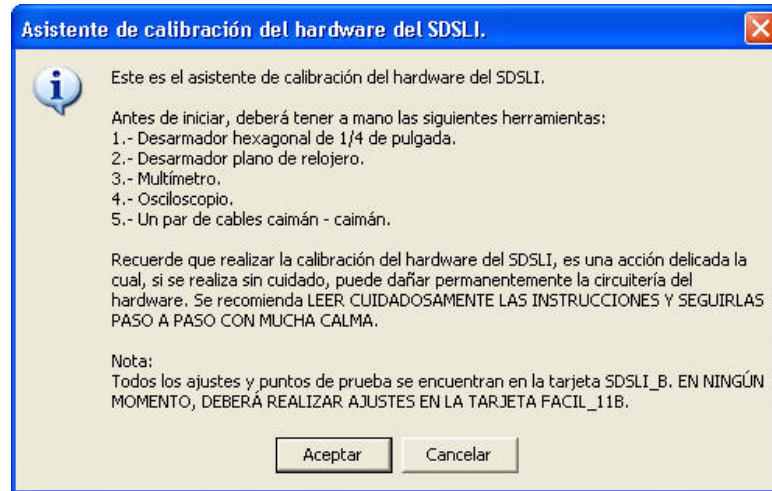 Asistente de calibración del hardware del SDSLI.
Este es el asistente de calibración del hardware del SDSLI.
Antes de iniciar, deberá tener a mano las siguientes herramientas:
1.- Desarmador hexagonal de 1/4 de pulgada.
2.- Desarmador plano de relojero.
3.- Multímetro.
4.- Osciloscopio.
5.- Un par de cables caimán - caimán.
Recuerde que realizar la calibración del hardware del SDSLI, es una acción delicada la
cual, si se realiza sin cuidado, puede dañar permanentemente la circuitería del
hardware. Se recomienda LEER CUIDADOSAMENTE LAS INSTRUCCIONES Y SEGUIRLAS
PASO A PASO CON MUCHA CALMA.
Nota:
Todos los ajustes y puntos de prueba se encuentran en la tarjeta SDSLI_B. EN NINGÚN
MOMENTO, DEBERÁ REALIZAR AJUSTES EN LA TARJETA FACIL_11B.
Aceptar
Cancelar